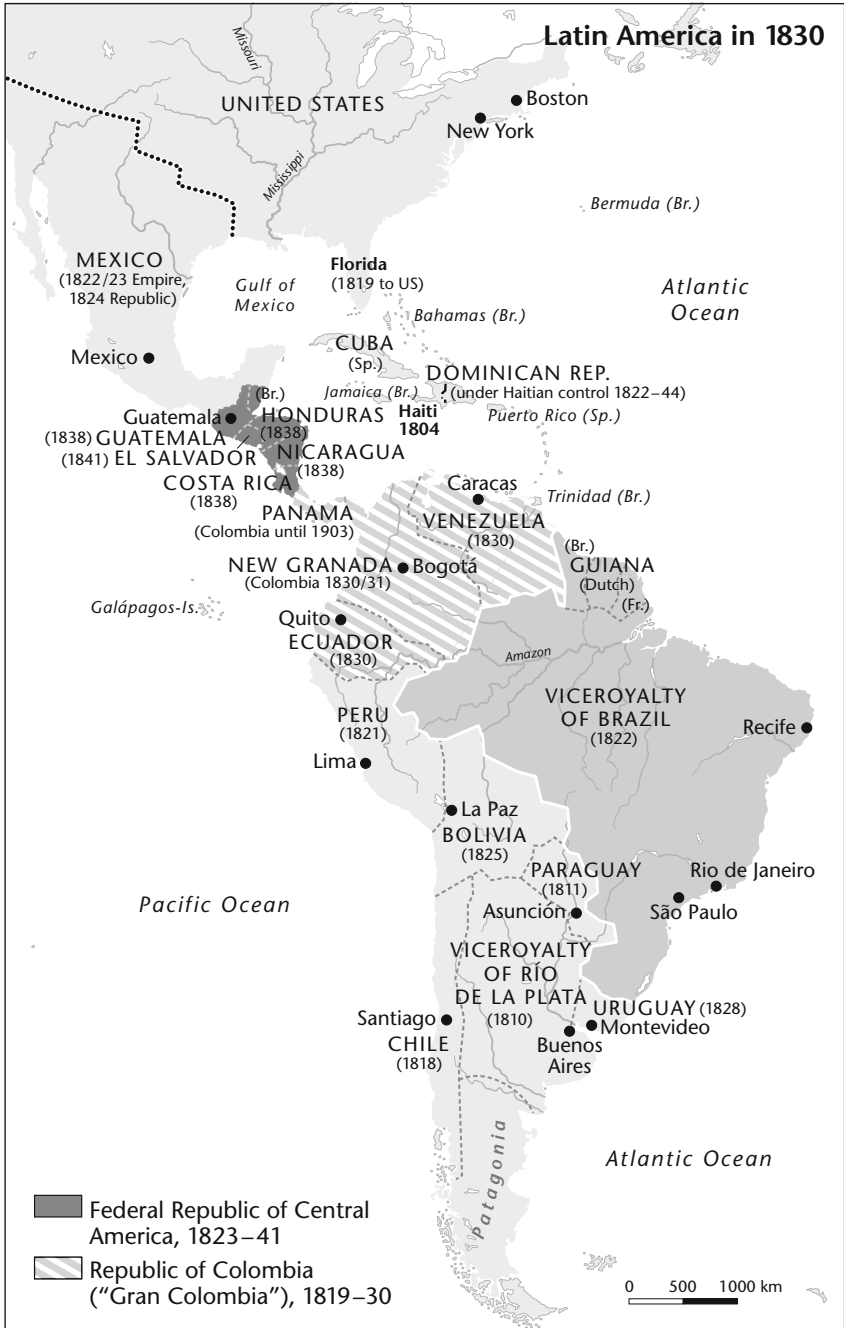 Latin America in 1830
Missouri
UNITED STATES
Boston
New York
Mississippi
Bermuda (Br.)
MEXICO
(1822/23 Empire,
1824 Republic)
Gulf of
Mexico
Florida
(1819 to US)
Atlantic
Ocean
Bahamas (Br.)
Mexico
CUBA
(Sp.)
DOMINICAN REP.
(under Haitian control 1822–44)
Jamaica (Br.)
(Br.)
Haiti
1804
Puerto Rico (Sp.)
Guatemala
HONDURAS
(1838)
(1838) GUATEMALA
(1841) EL SALVADOR
NICARAGUA
(1838)
COSTA RICA
(1838)
PANAMA
(Colombia until 1903)
Caracas
Trinidad (Br.)
VENEZUELA
(1830)
(Br.)
GUIANA
(Dutch)
(Fr.)
NEW GRANADA
(Colombia 1830/31)
Bogotá
Galápagos-Is.
Quito
ECUADOR
(1830)
Amazon
VICEROYALTY
OF BRAZIL
(1822)
PERU
(1821)
Recife
Lima
La Paz
BOLIVIA
(1825)
PARAGUAY
(1811)
Rio de Janeiro
São Paulo
Pacific Ocean
Asunción
VICEROYALTY
OF RÍO
DE LA PLATA
(1810)
URUGUAY (1828)
Montevideo
Santiago
CHILE
(1818)
Buenos
Aires
Patagonia
Atlantic Ocean
Federal Republic of Central
America, 1823–41
Republic of Colombia
(“Gran Colombia”), 1819–30
0 500 1000 km